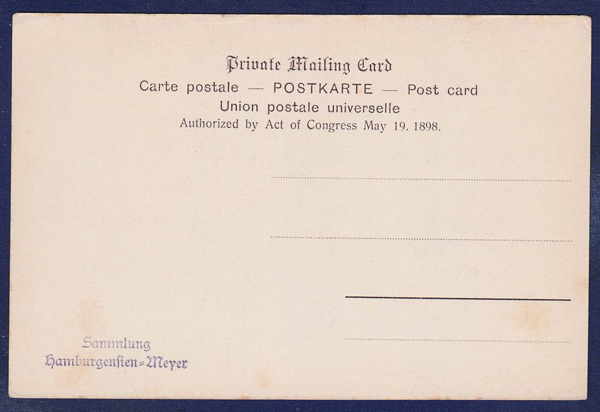 Private Mailing Card
Carte postale — POSTKARTE — Post card
Union postale universelle
Authorized by Act of Congress May 19. 1898.
Sammlung
Hamburgensien-Meyer